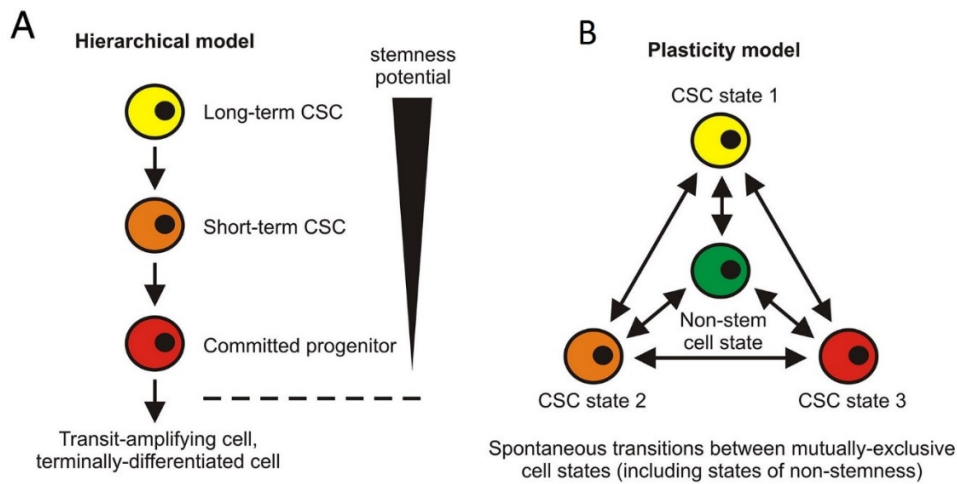 A
Hierarchical model
stemness
potential
Long-term CSC
Short-term CSC
Committed progenitor
Transit-amplifying cell,
terminally-differentiated cell
B
Plasticity model
CSC state 1
Non-stem
cell state
CSC state 2
CSC state 3
Spontaneous transitions between mutually-exclusive
cell states (including states of non-stemness)